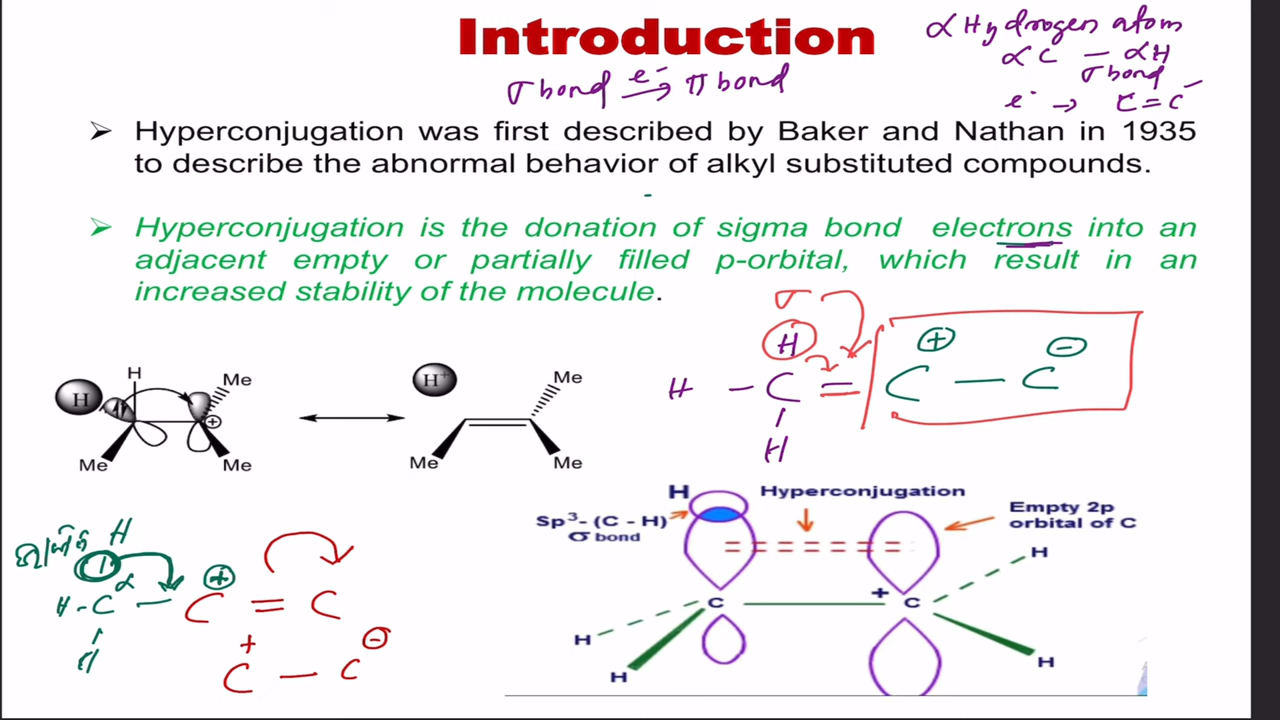 Introduction
α Hydrogen atom
α C — α H
σ bond
e⁻ → C = C
σ bond e⁻ → π bond
➤ Hyperconjugation was first described by Baker and Nathan in 1935
to describe the abnormal behavior of alkyl substituted compounds.
➤ Hyperconjugation is the donation of sigma bond electrons into an
adjacent empty or partially filled p-orbital, which result in an
increased stability of the molecule.
σ
H
H - C = C — C
⊕ ⊖
H
H
H Me
⊕
Me Me
H⁺
Me
Me Me
H Hyperconjugation Empty 2p
orbital of C
Sp³- (C - H)
σ bond
H
C + C
H
H H
H
α ⊕
H - C — C = C
+ ⊖
C — C